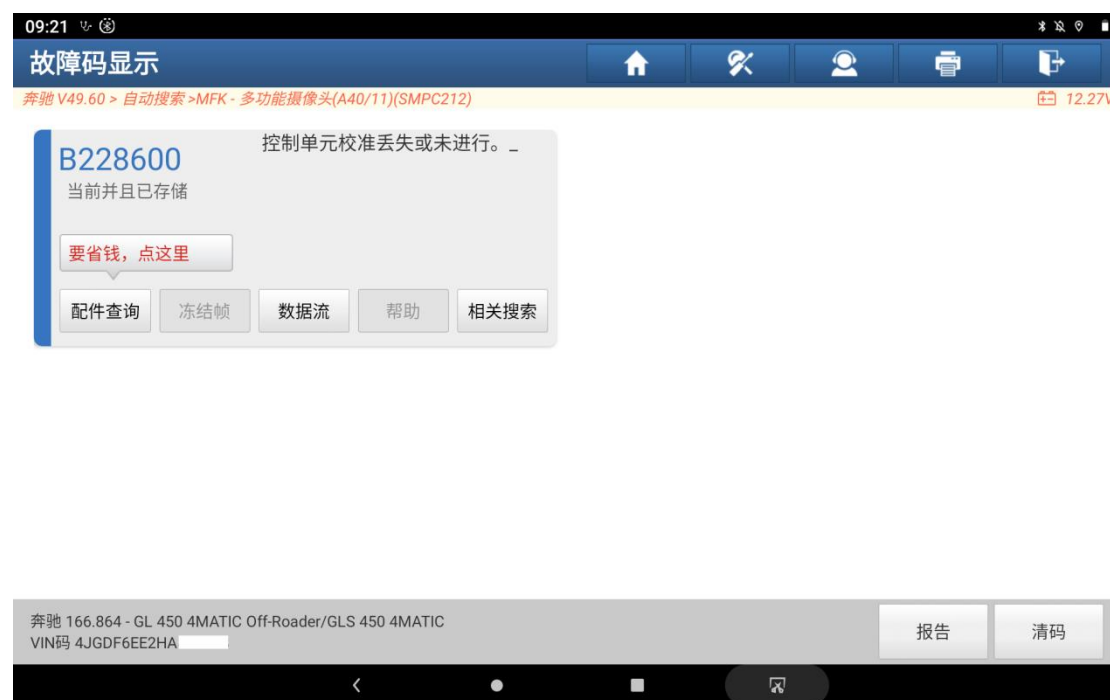 09:21
故障码显示
奔驰 V49.60 > 自动搜索 >MFK - 多功能摄像头(A40/11)(SMPC212)
12.27V
B228600
控制单元校准丢失或未进行。_
当前并且已存储
要省钱，点这里
配件查询 冻结帧 数据流 帮助 相关搜索
奔驰 166.864 - GL 450 4MATIC Off-Roader/GLS 450 4MATIC
VIN码 4JGDF6EE2HA
报告 清码